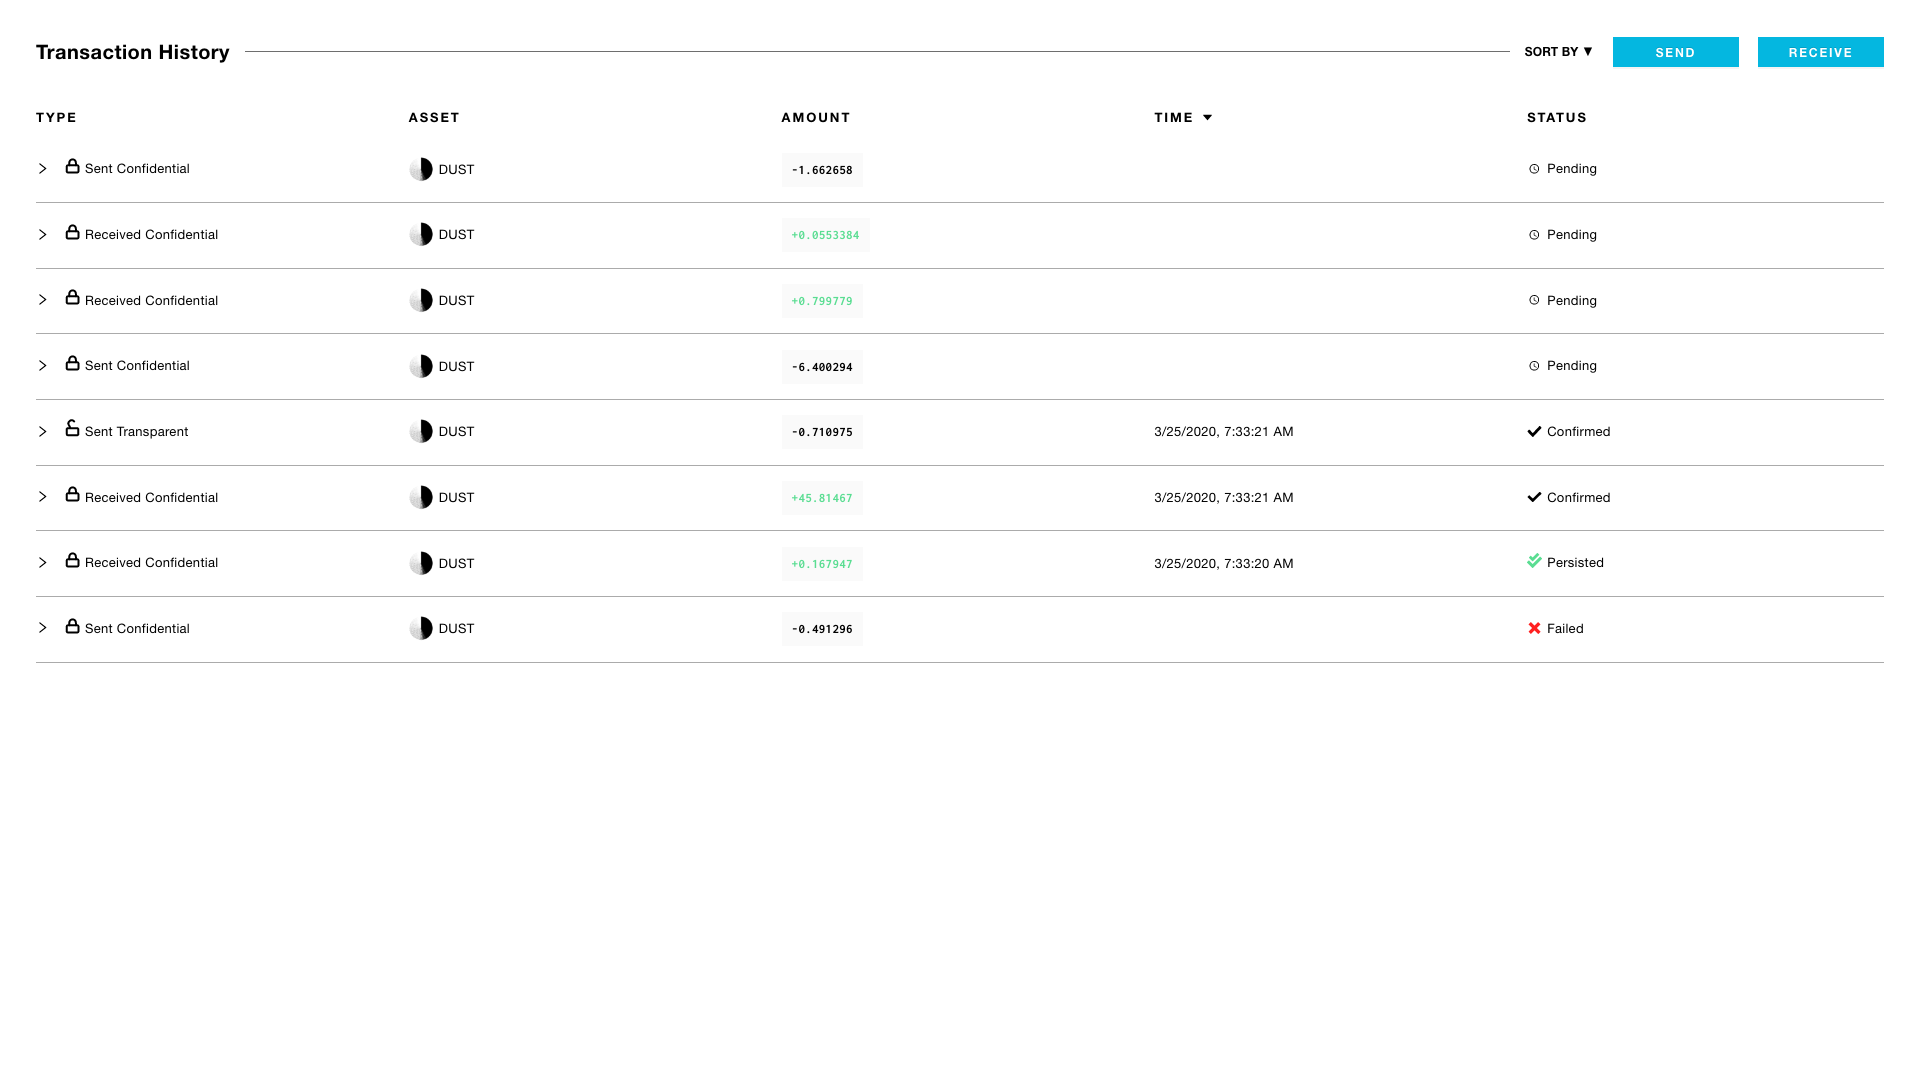 Transaction History SORT BY ▼ SEND RECEIVE
TYPE ASSET AMOUNT TIME STATUS
Sent Confidential DUST -1.662658 Pending
Received Confidential DUST +0.0553384 Pending
Received Confidential DUST +0.799779 Pending
Sent Confidential DUST -6.400294 Pending
Sent Transparent DUST -0.710975 3/25/2020, 7:33:21 AM Confirmed
Received Confidential DUST +45.81467 3/25/2020, 7:33:21 AM Confirmed
Received Confidential DUST +0.167947 3/25/2020, 7:33:20 AM Persisted
Sent Confidential DUST -0.491296 Failed